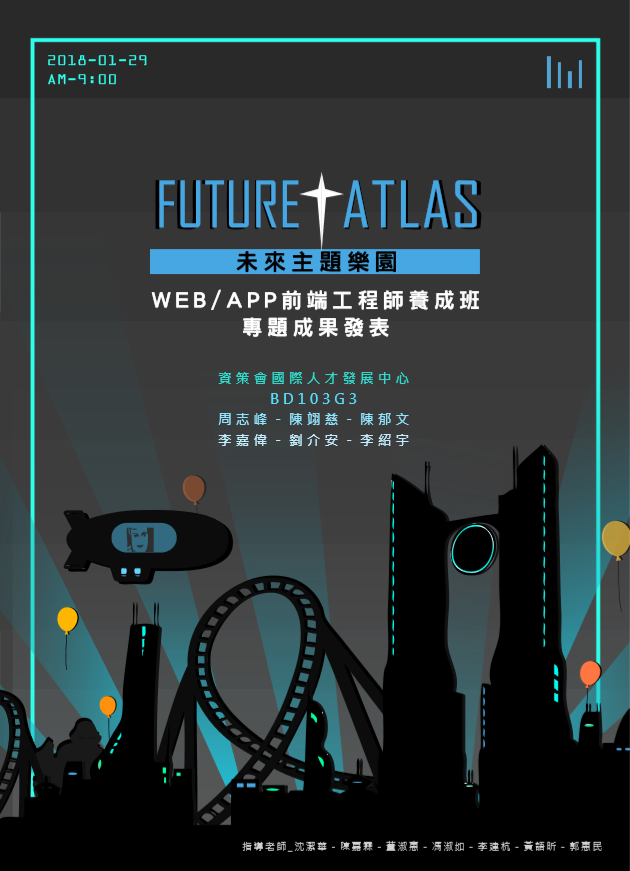 2018-01-29
AM-9:00
FUTURE ATLAS
未來主題樂園
WEB/APP前端工程師養成班
專題成果發表
資策會國際人才發展中心
BD103G3
周志峰 - 陳翊慈 - 陳郁文
李嘉偉 - 劉介安 - 李紹宇
指導老師_沈潔華 - 陳嘉霖 - 董淑惠 - 馮淑如 - 李建杭 - 黃語昕 - 郭惠民